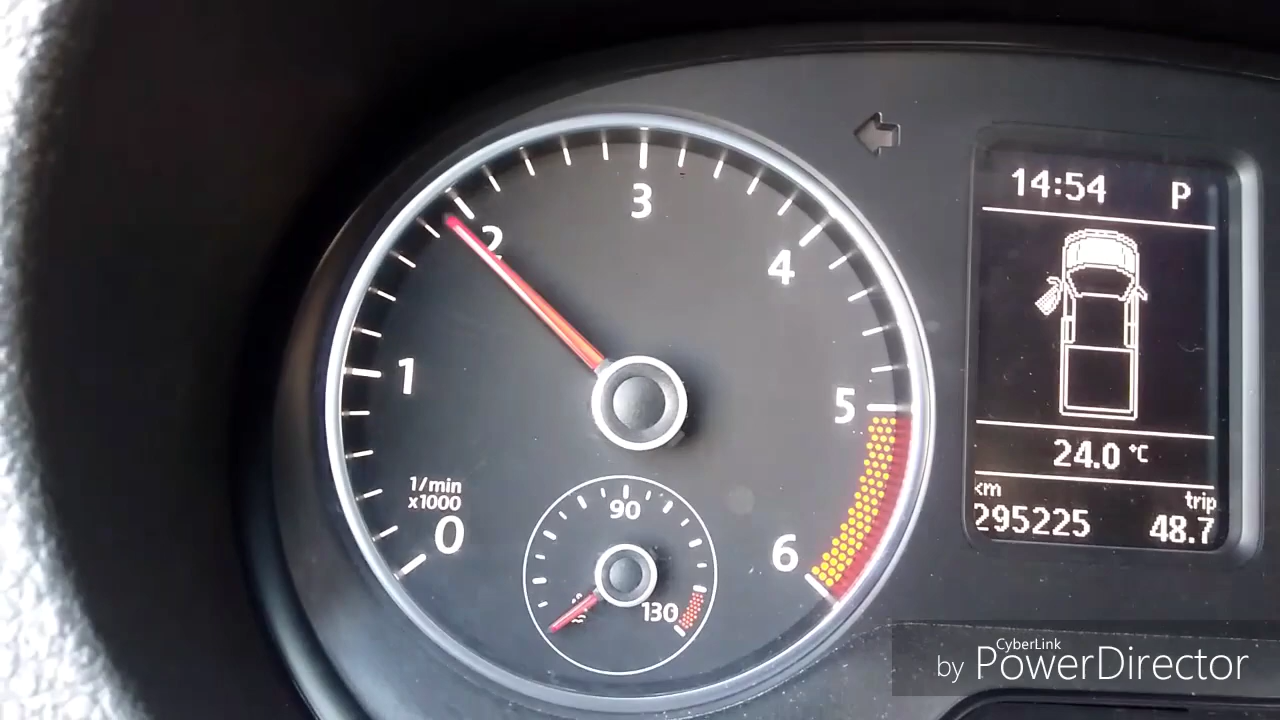 14:54 P
3
2
4
1
5
1/min
x1000
0
6
90
130
24.0 °C
km trip
295225 48.7
CyberLink
by PowerDirector